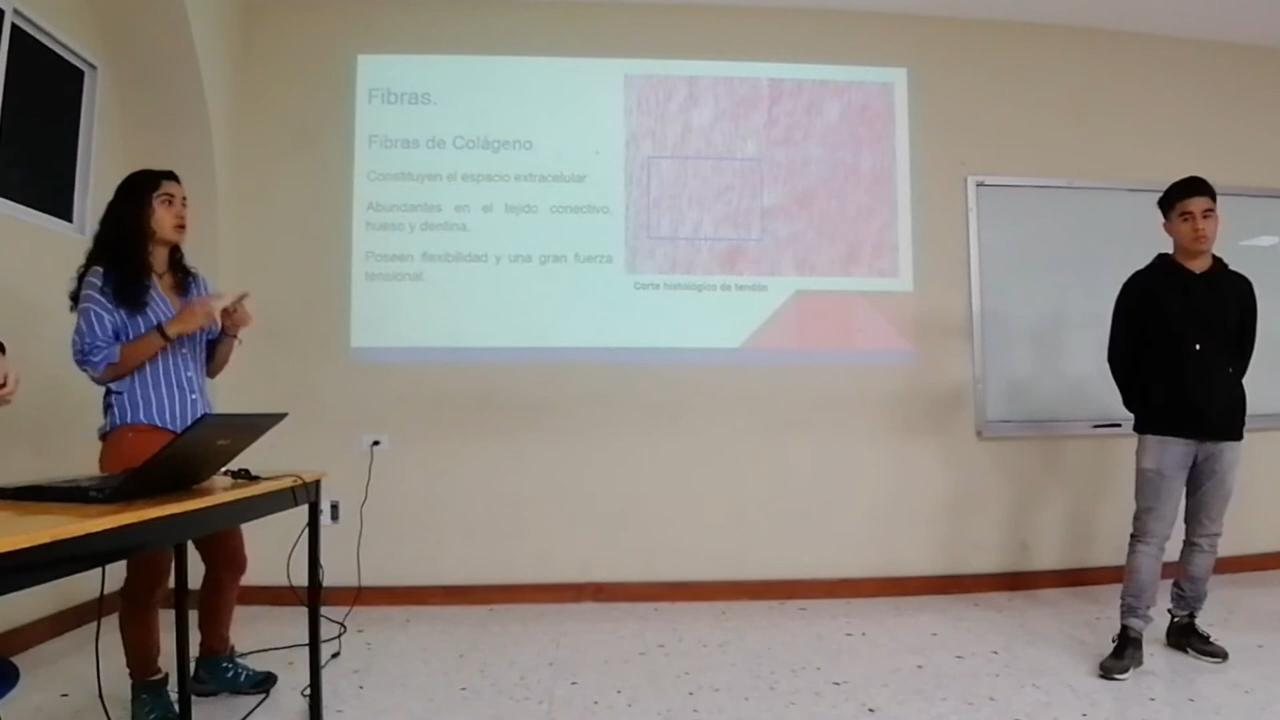 Fibras.
Fibras de Colágeno
Constituyen el espacio extracelular
Abundantes en el tejido conectivo,
hueso y dentina.
Poseen flexibilidad y una gran fuerza
tensional.
Corte histológico de tendón